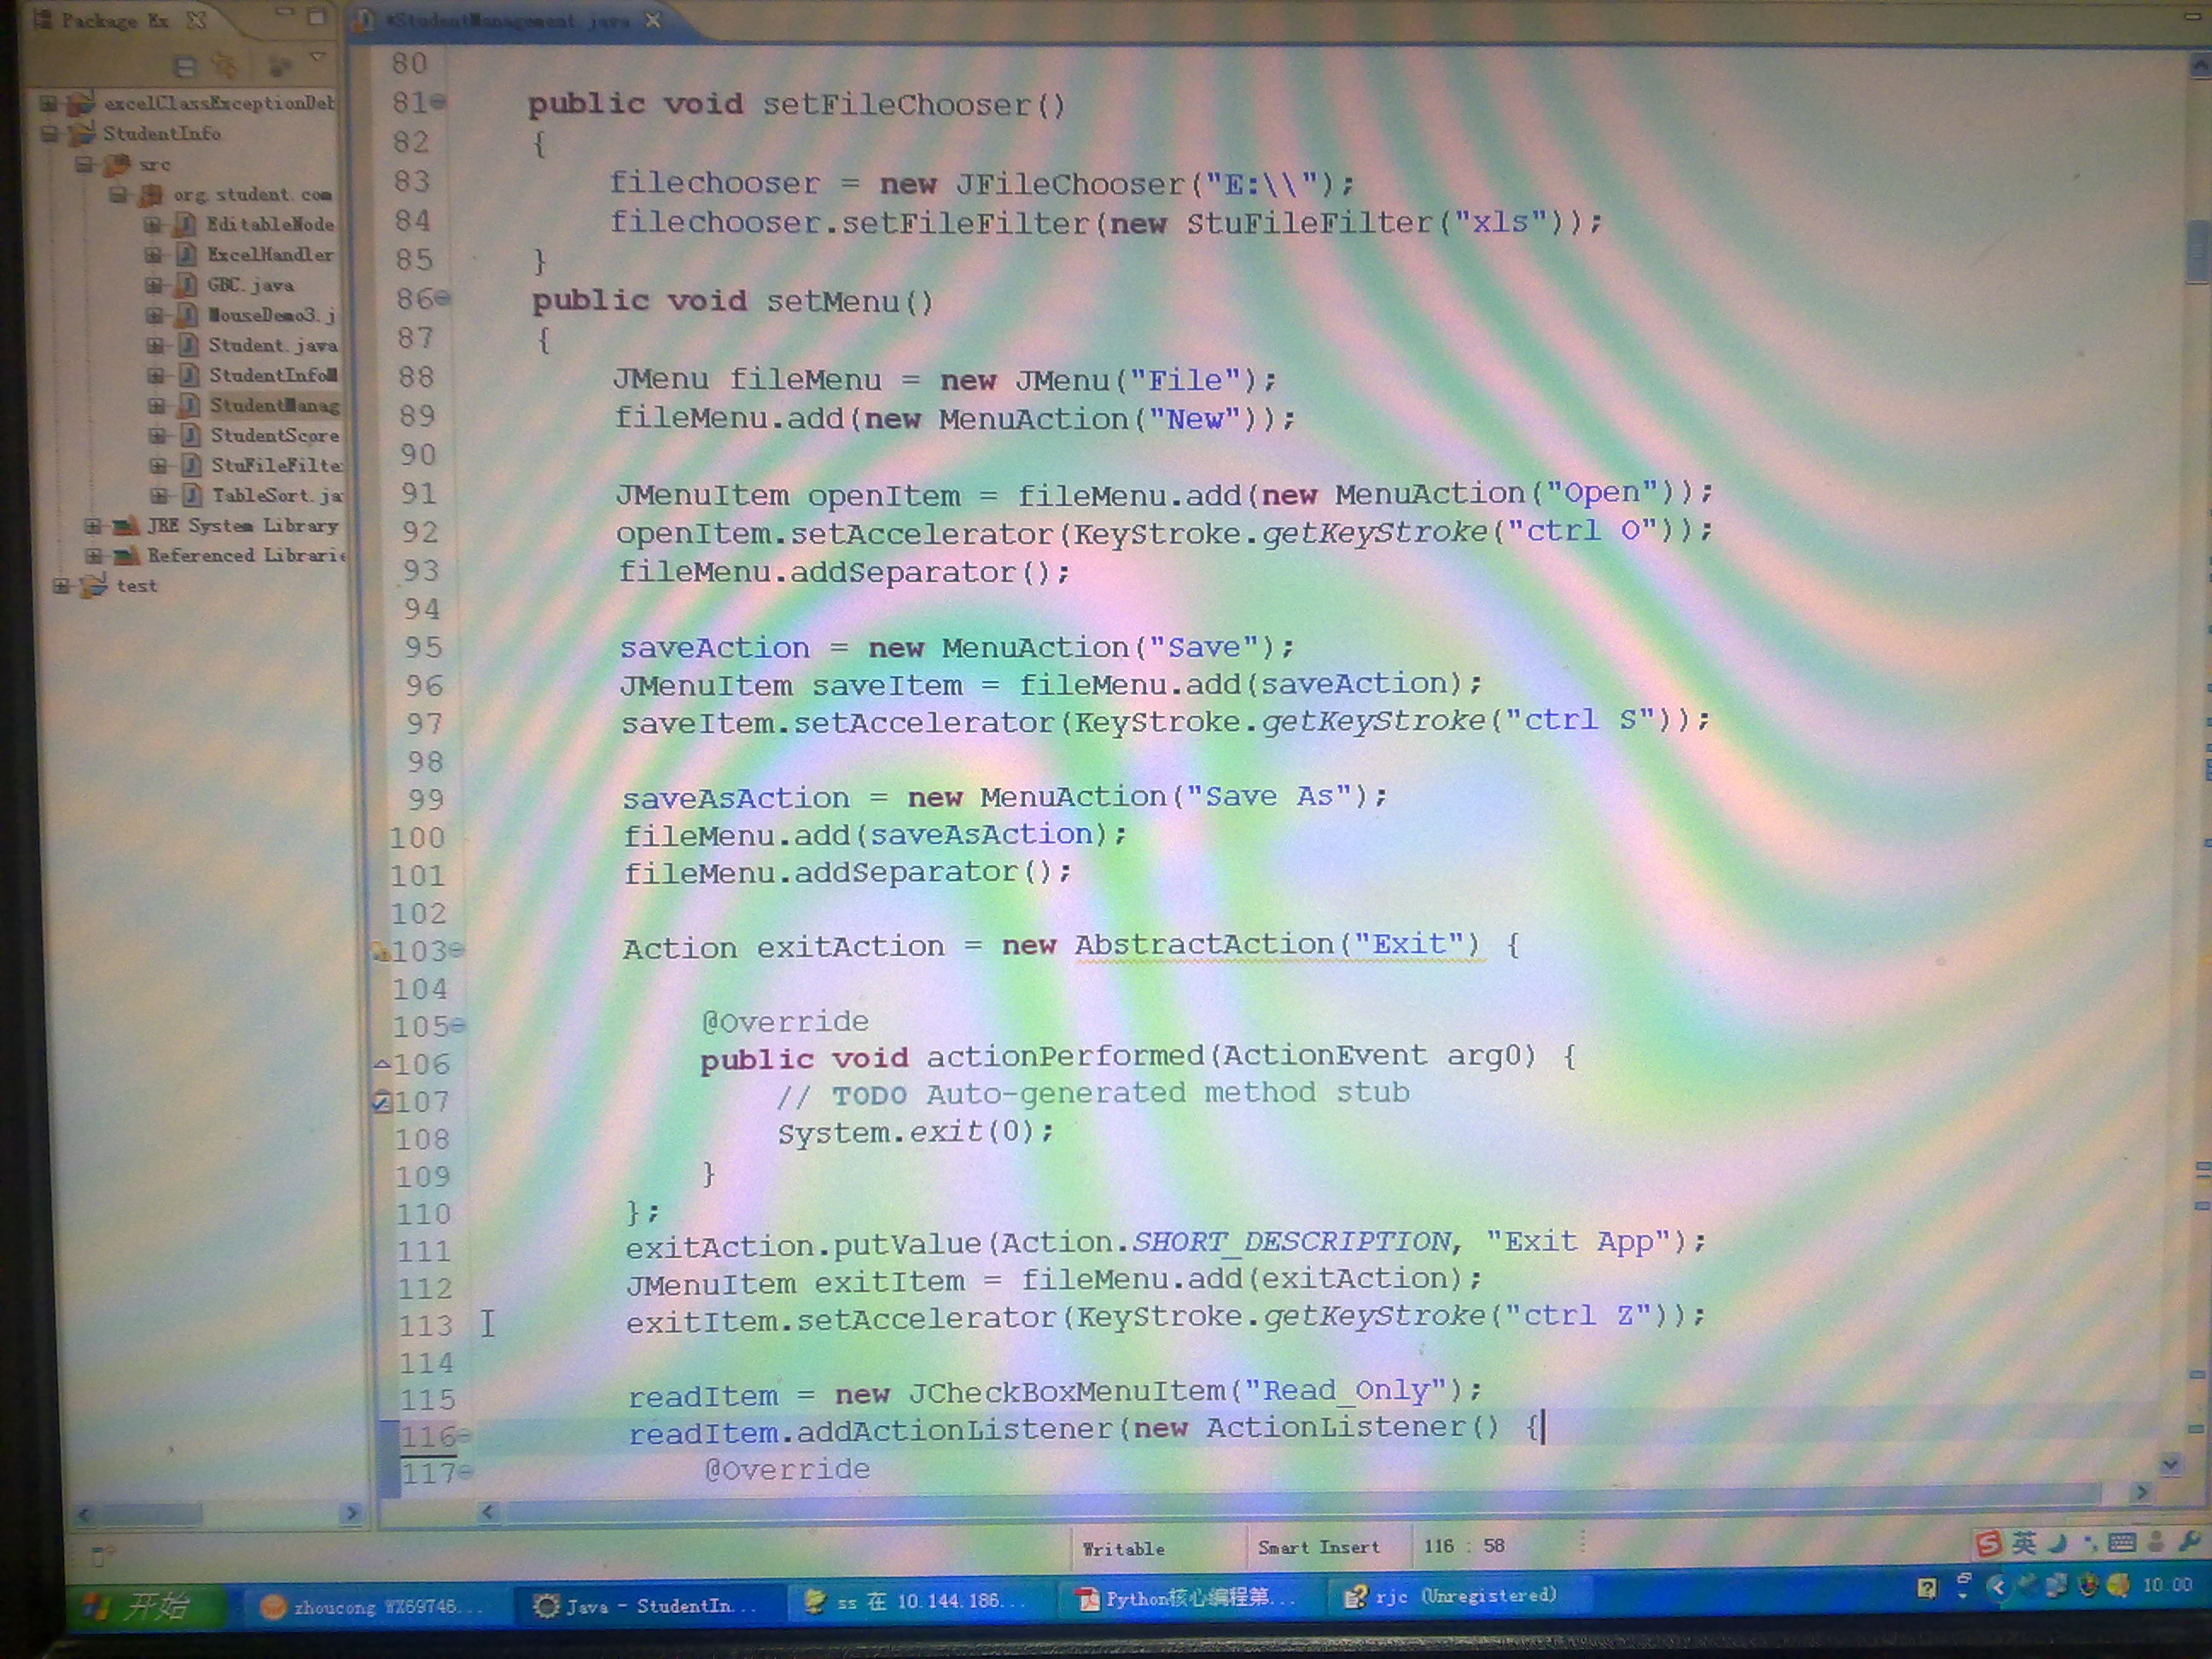 Package Ex
*StudentManagement.java
excelClassExceptionDeb
StudentInfo
src
org.student.com
EditableNode
ExcelHandler
GBC.java
MouseDemo3.j
Student.java
StudentInfoM
StudentManag
StudentScore
StuFileFilte
TableSort.ja
JRE System Library
Referenced Librarie
test
80
81 public void setFileChooser()
82 {
83 filechooser = new JFileChooser("E:\\");
84 filechooser.setFileFilter(new StuFileFilter("xls"));
85 }
86 public void setMenu()
87 {
88 JMenu fileMenu = new JMenu("File");
89 fileMenu.add(new MenuAction("New"));
90
91 JMenuItem openItem = fileMenu.add(new MenuAction("Open"));
92 openItem.setAccelerator(KeyStroke.getKeyStroke("ctrl O"));
93 fileMenu.addSeparator();
94
95 saveAction = new MenuAction("Save");
96 JMenuItem saveItem = fileMenu.add(saveAction);
97 saveItem.setAccelerator(KeyStroke.getKeyStroke("ctrl S"));
98
99 saveAsAction = new MenuAction("Save As");
100 fileMenu.add(saveAsAction);
101 fileMenu.addSeparator();
102
103 Action exitAction = new AbstractAction("Exit") {
104
105 @Override
106 public void actionPerformed(ActionEvent arg0) {
107 // TODO Auto-generated method stub
108 System.exit(0);
109 }
110 };
111 exitAction.putValue(Action.SHORT_DESCRIPTION, "Exit App");
112 JMenuItem exitItem = fileMenu.add(exitAction);
113 exitItem.setAccelerator(KeyStroke.getKeyStroke("ctrl Z"));
114
115 readItem = new JCheckBoxMenuItem("Read_Only");
116 readItem.addActionListener(new ActionListener() {
117 @Override
Writable
Smart Insert
116 : 58
英
开始
zhoucong WX69746...
Java - StudentIn...
ss 在 10.144.186...
Python核心编程第...
rjc (Unregistered)
10:00